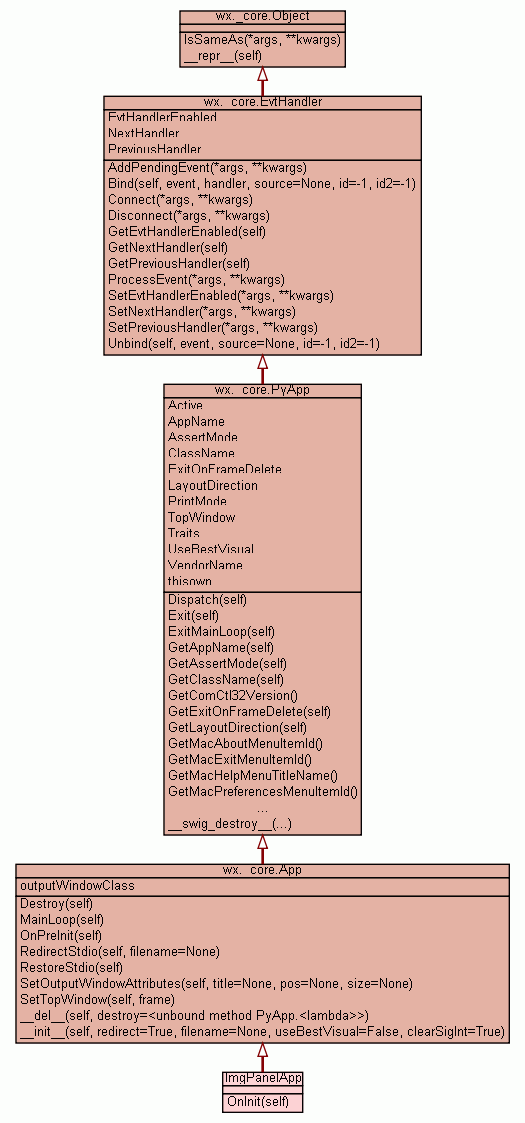 wx._core.Object
IsSameAs(*args, **kwargs)
__repr__(self)
wx._core.EvtHandler
EvtHandlerEnabled
NextHandler
PreviousHandler
AddPendingEvent(*args, **kwargs)
Bind(self, event, handler, source=None, id=-1, id2=-1)
Connect(*args, **kwargs)
Disconnect(*args, **kwargs)
GetEvtHandlerEnabled(self)
GetNextHandler(self)
GetPreviousHandler(self)
ProcessEvent(*args, **kwargs)
SetEvtHandlerEnabled(*args, **kwargs)
SetNextHandler(*args, **kwargs)
SetPreviousHandler(*args, **kwargs)
Unbind(self, event, source=None, id=-1, id2=-1)
wx._core.PyApp
Active
AppName
AssertMode
ClassName
ExitOnFrameDelete
LayoutDirection
PrintMode
TopWindow
Traits
UseBestVisual
VendorName
thisown
Dispatch(self)
Exit(self)
ExitMainLoop(self)
GetAppName(self)
GetAssertMode(self)
GetClassName(self)
GetComCtl32Version()
GetExitOnFrameDelete(self)
GetLayoutDirection(self)
GetMacAboutMenuItemId()
GetMacExitMenuItemId()
GetMacHelpMenuTitleName()
GetMacPreferencesMenuItemId()
...
__swig_destroy__(...)
wx._core.App
outputWindowClass
Destroy(self)
MainLoop(self)
OnPreInit(self)
RedirectStdio(self, filename=None)
RestoreStdio(self)
SetOutputWindowAttributes(self, title=None, pos=None, size=None)
SetTopWindow(self, frame)
__del__(self, destroy=<unbound method PyApp.<lambda>>)
__init__(self, redirect=True, filename=None, useBestVisual=False, clearSigInt=True)
ImgPanelApp
OnInit(self)